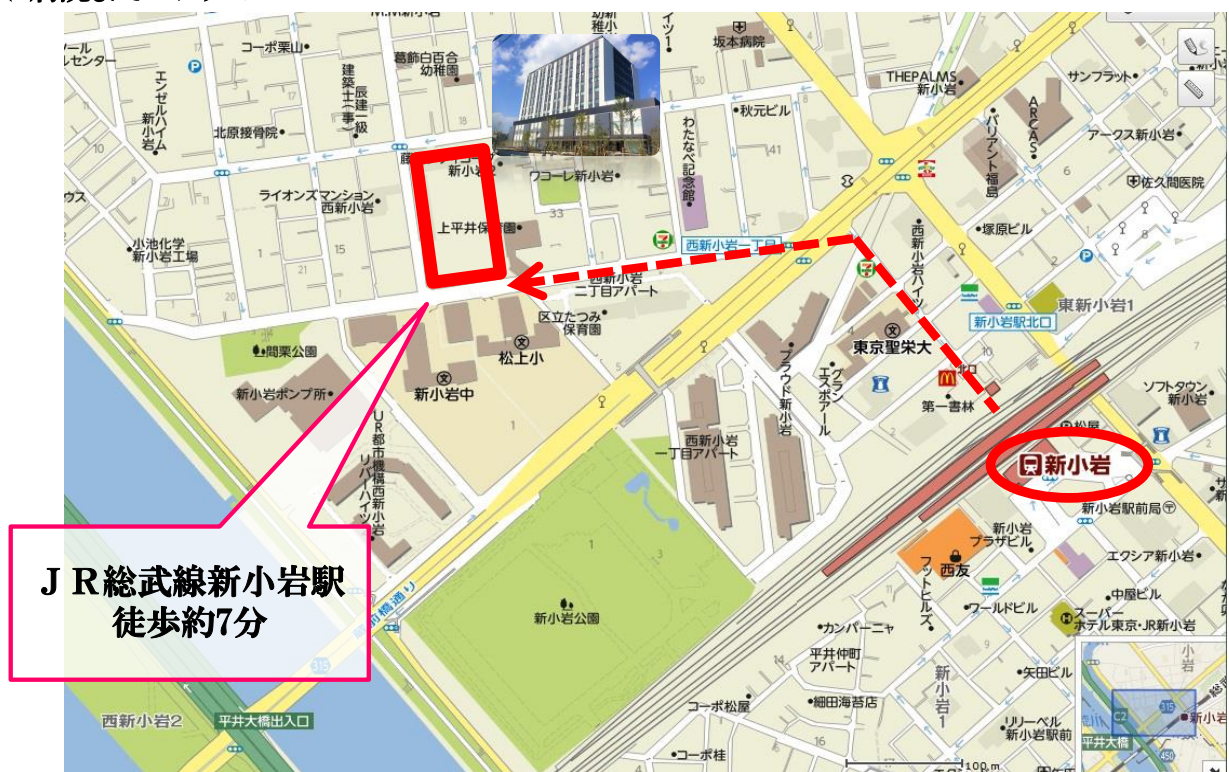 コーポ栗山
葛飾白百合
幼稚園
坂本病院
THEPALMS
新小岩
サンフラット
エンゼルハイム
新小岩
辰建一級
建築士(事)
北原接骨院
秋元ビル
わたなべ記念館
バリアント福島
ARCAS
アークス新小岩
佐久間医院
ライオンズマンション
西新小岩
新小岩2
ワコーレ新小岩
上平井保育園
小池化学
新小岩工場
西新小岩一丁目
西新小岩ハイツ
塚原ビル
西新小岩
二丁目アパート
区立たつみ
保育園
新小岩駅北口
東新小岩1
間栗公園
松上小
東京聖栄大
新小岩ポンプ所
新小岩中
プラウド新小岩
グラン
エスポアール
第一書林
ソフトタウン
新小岩
松屋
UR都市機構西新小岩
リバーハイツ
西新小岩
一丁目アパート
新小岩
新小岩駅前局
新小岩
プラザビル
西友
フットヒルズ
エクシア新小岩
中屋ビル
ワールドビル
スーパー
ホテル東京・JR新小岩
JR総武線新小岩駅
徒歩約7分
新小岩公園
カンパーニャ
平井仲町
アパート
新小岩1
矢田ビル
細田海苔店
コーポ松屋
リリーベル
新小岩駅前
西新小岩2
平井大橋出入口
コーポ桂
100m
C2
315
平井大橋
450